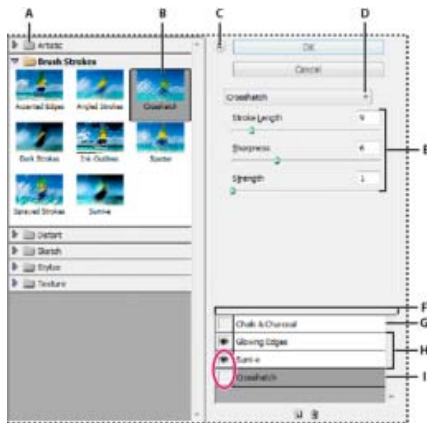 A
B
C
D
Artistic
Brush Strokes
Accented Edges
Angled Strokes
Crosshatch
Dark Strokes
Ink Outlines
Spatter
Sprayed Strokes
Sumi-e
Distort
Sketch
Stylize
Texture
OK
Cancel
Crosshatch
Stroke Length 9
Sharpness 6
Strength 1
E
F
Chalk & Charcoal G
Glowing Edges
H
Sumi-e
Crosshatch I